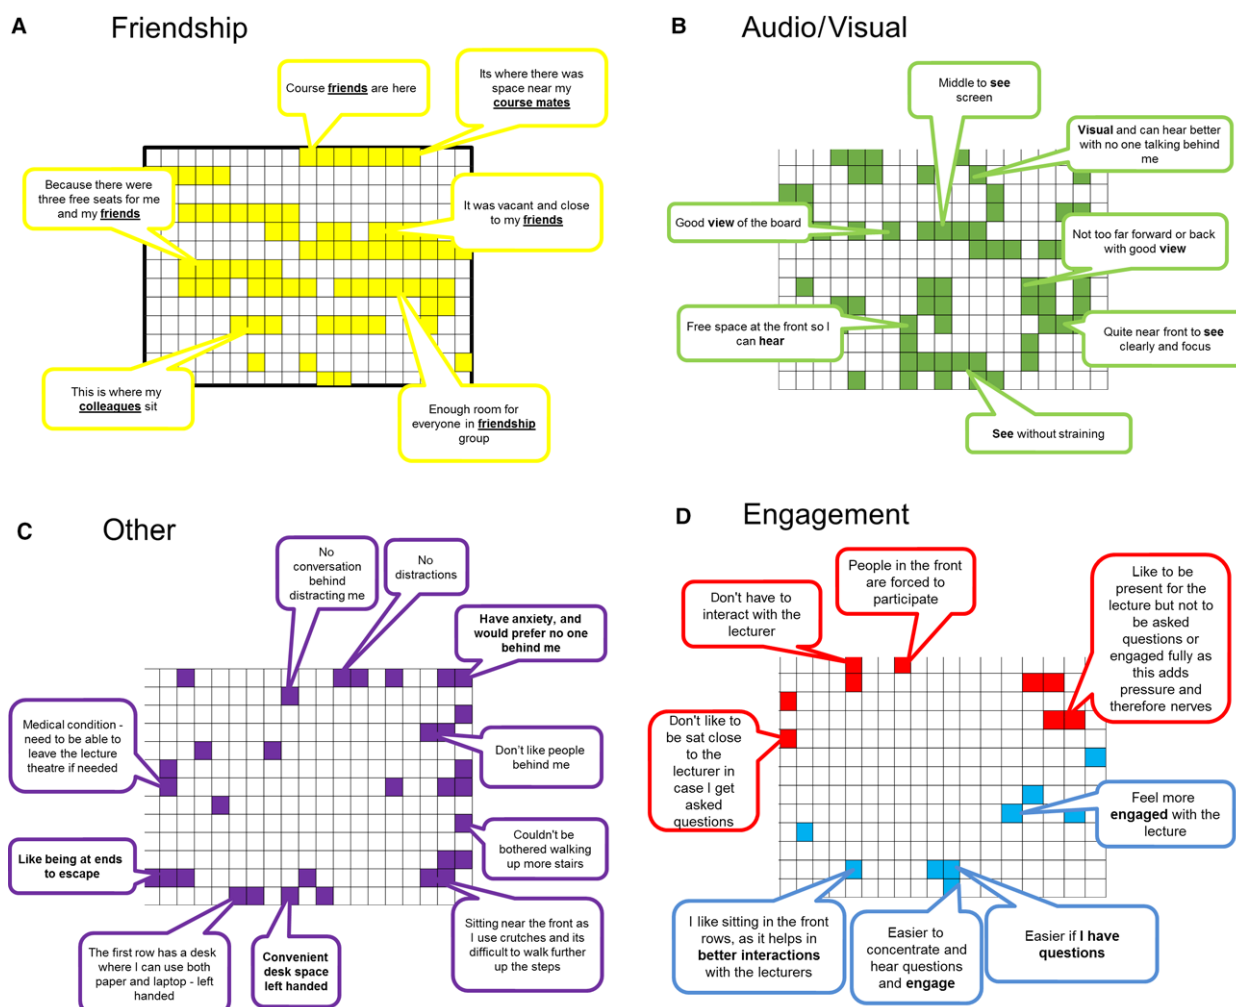 A
Friendship
Course friends are here
Its where there was
space near my
course mates
Because there were
three free seats for me
and my friends
It was vacant and close
to my friends
This is where my
colleagues sit
Enough room for
everyone in friendship
group
B
Audio/Visual
Middle to see
screen
Visual and can hear better
with no one talking behind
me
Good view of the board
Not too far forward or back
with good view
Free space at the front so I
can hear
Quite near front to see
clearly and focus
See without straining
C
Other
No
conversation
behind
distracting me
No
distractions
Have anxiety, and
would prefer no one
behind me
Medical condition -
need to be able to
leave the lecture
theatre if needed
Don't like people
behind me
Couldn't be
bothered walking
up more stairs
Like being at ends
to escape
The first row has a desk
where I can use both
paper and laptop - left
handed
Convenient
desk space
left handed
Sitting near the front as
I use crutches and its
difficult to walk further
up the steps
D
Engagement
Don't have to
interact with the
lecturer
People in the front
are forced to
participate
Like to be
present for the
lecture but not to
be asked
questions or
engaged fully as
this adds
pressure and
therefore nerves
Don't like to
be sat close
to the
lecturer in
case I get
asked
questions
Feel more
engaged with the
lecture
I like sitting in the front
rows, as it helps in
better interactions
with the lecturers
Easier to
concentrate and
hear questions
and engage
Easier if I have
questions